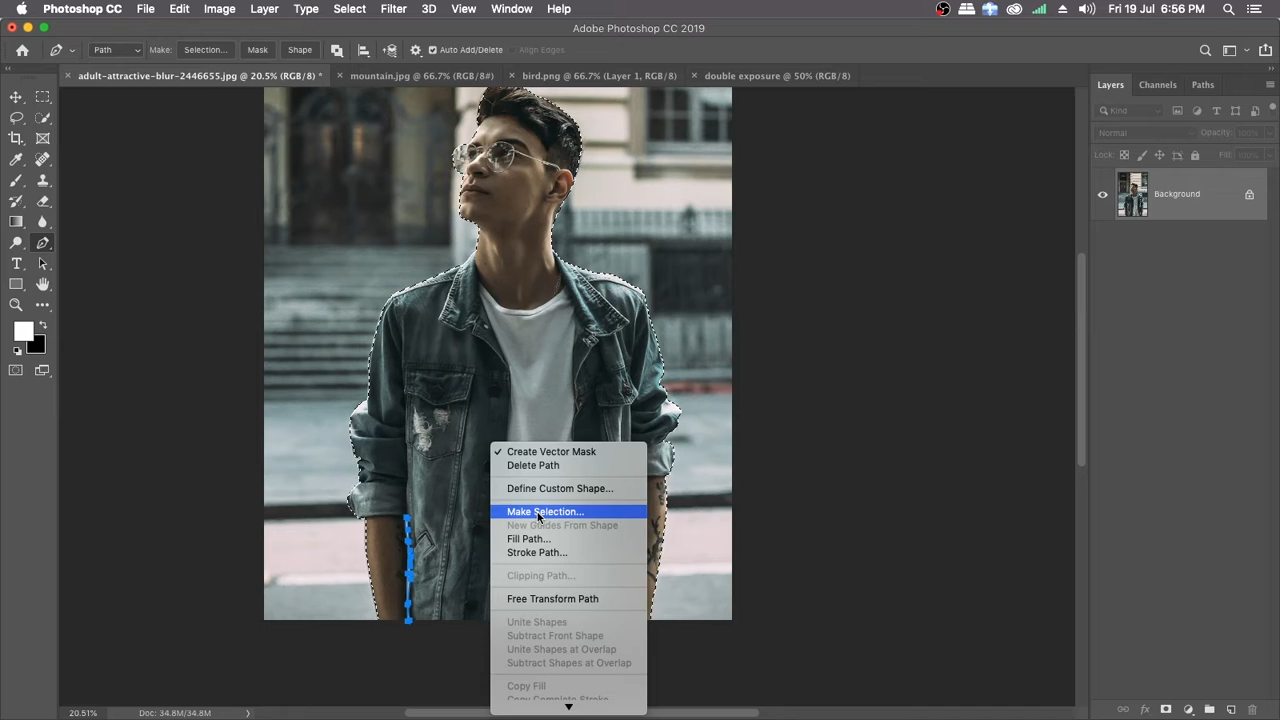 Photoshop CC File Edit Image Layer Type Select Filter 3D View Window Help Fri 19 Jul 6:56 PM
Adobe Photoshop CC 2019
Path Make: Selection... Mask Shape Auto Add/Delete Align Edges
adult-attractive-blur-2446655.jpg @ 20.5% (RGB/8) * mountain.jpg @ 66.7% (RGB/8#) bird.png @ 66.7% (Layer 1, RGB/8) double exposure @ 50% (RGB/8)
Layers Channels Paths
Kind
Normal Opacity: 100%
Lock: Fill: 100%
Background
Create Vector Mask
Delete Path
Define Custom Shape...
Make Selection...
New Guides From Shape
Fill Path...
Stroke Path...
Clipping Path...
Free Transform Path
Unite Shapes
Subtract Front Shape
Unite Shapes at Overlap
Subtract Shapes at Overlap
Copy Fill
Copy Complete Stroke
20.51% Doc: 34.8M/34.8M